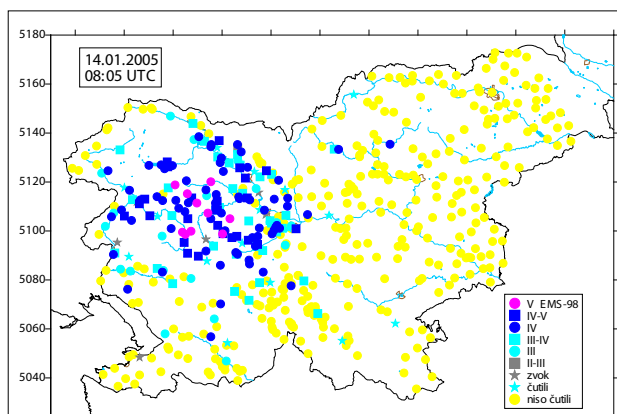 5180
5160
5140
5120
5100
5080
5060
5040
14.01.2005
08:05 UTC
V EMS-98
IV-V
IV
III-IV
III
II-III
zvok
čutili
niso čutili